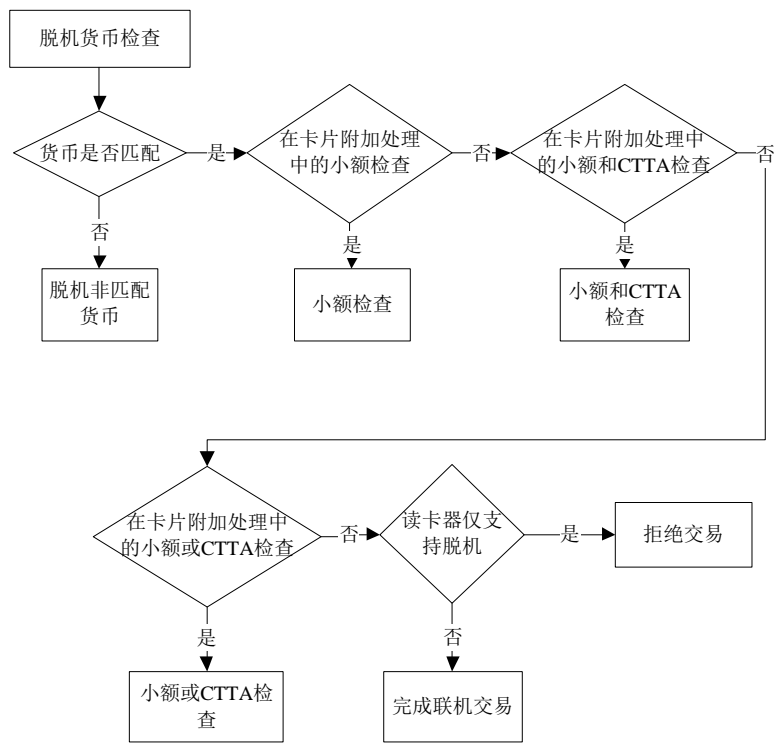 脱机货币检查
货币是否匹配
是
在卡片附加处理
中的小额检查
否
在卡片附加处理中
的小额和CTTA检查
否
否
是
是
脱机非匹配
货币
小额检查
小额和CTTA
检查
在卡片附加处理中
的小额或CTTA检查
否
读卡器仅支
持脱机
是
拒绝交易
是
否
小额或CTTA检
查
完成联机交易